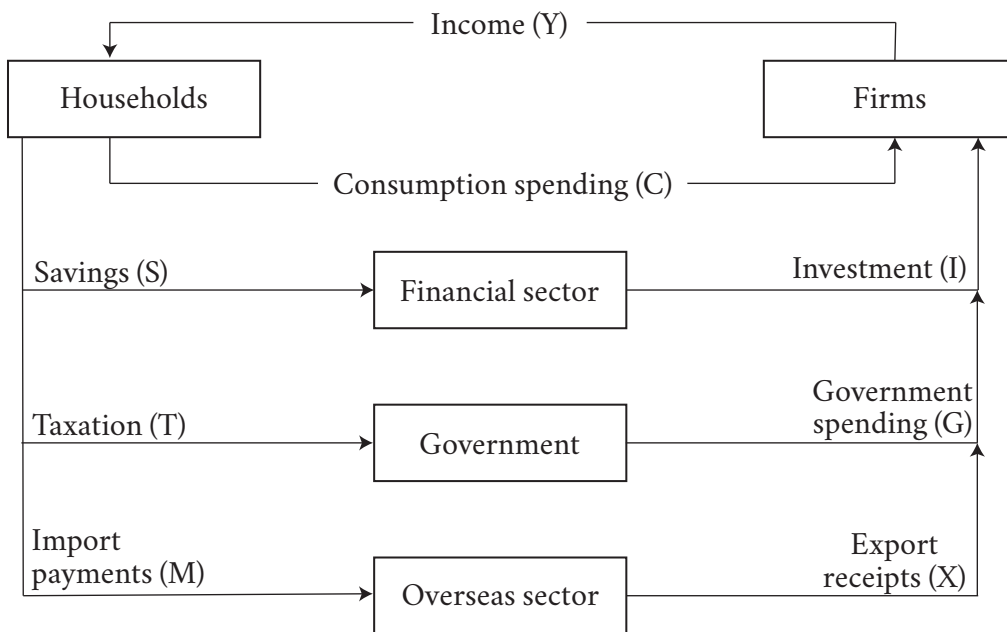 Income (Y)
Households
Firms
Consumption spending (C)
Savings (S)
Financial sector
Investment (I)
Taxation (T)
Government
Government
spending (G)
Import
payments (M)
Overseas sector
Export
receipts (X)